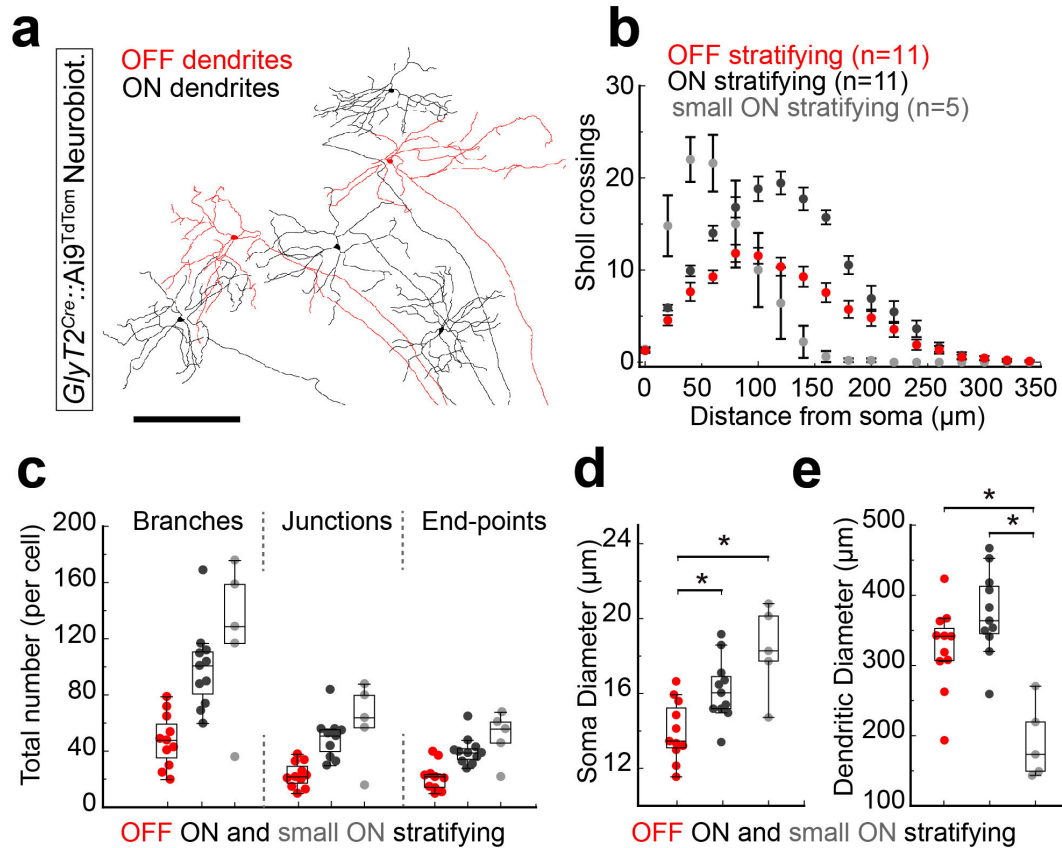 a
GlyT2Cre::Ai9TdTom Neurobiot.
OFF dendrites
ON dendrites
b
OFF stratifying (n=11)
ON stratifying (n=11)
small ON stratifying (n=5)
Sholl crossings
30
20
10
0
0 50 100 150 200 250 300 350
Distance from soma (µm)
c
Total number (per cell)
200
160
120
80
40
0
Branches Junctions End-points
OFF ON and small ON stratifying
d
Soma Diameter (µm)
24
20
16
12
*
*
e
Dendritic Diameter (µm)
500
400
300
200
100
*
*
OFF ON and small ON stratifying